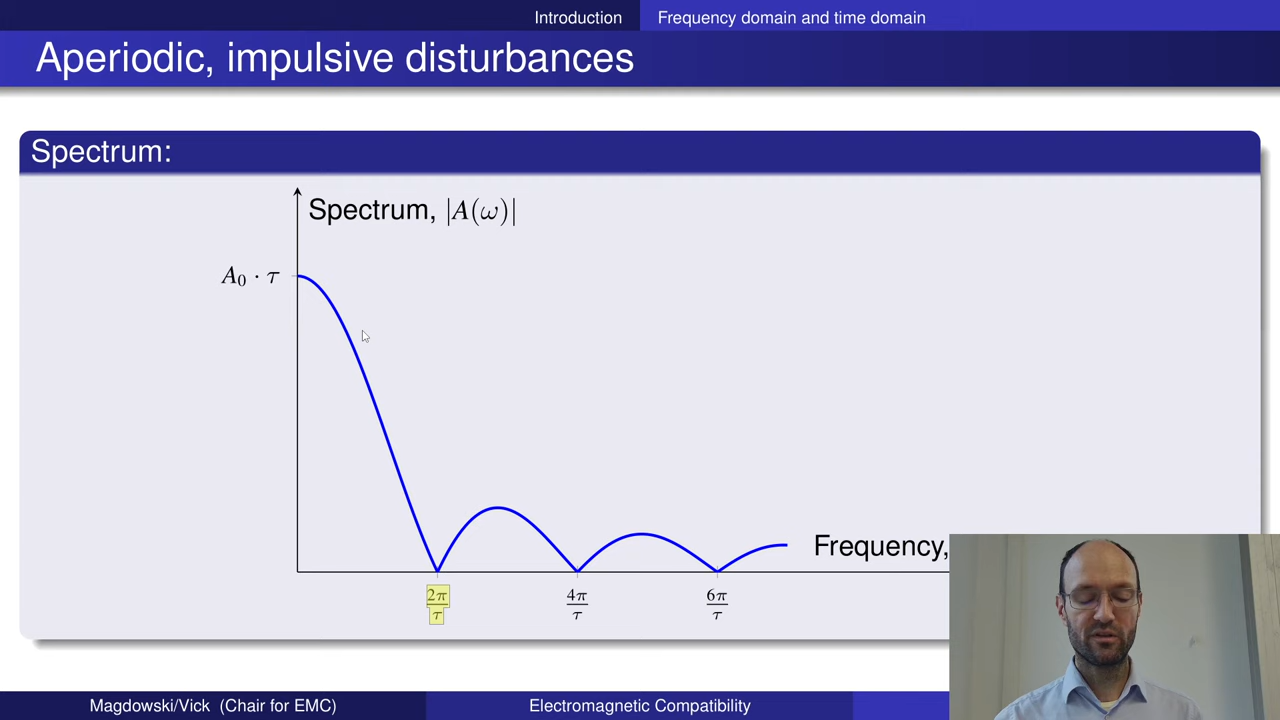 Introduction Frequency domain and time domain
Aperiodic, impulsive disturbances
Spectrum:
Spectrum, |A(ω)|
A₀ · τ
Frequency,
2π/τ 4π/τ 6π/τ
Magdowski/Vick (Chair for EMC) Electromagnetic Compatibility